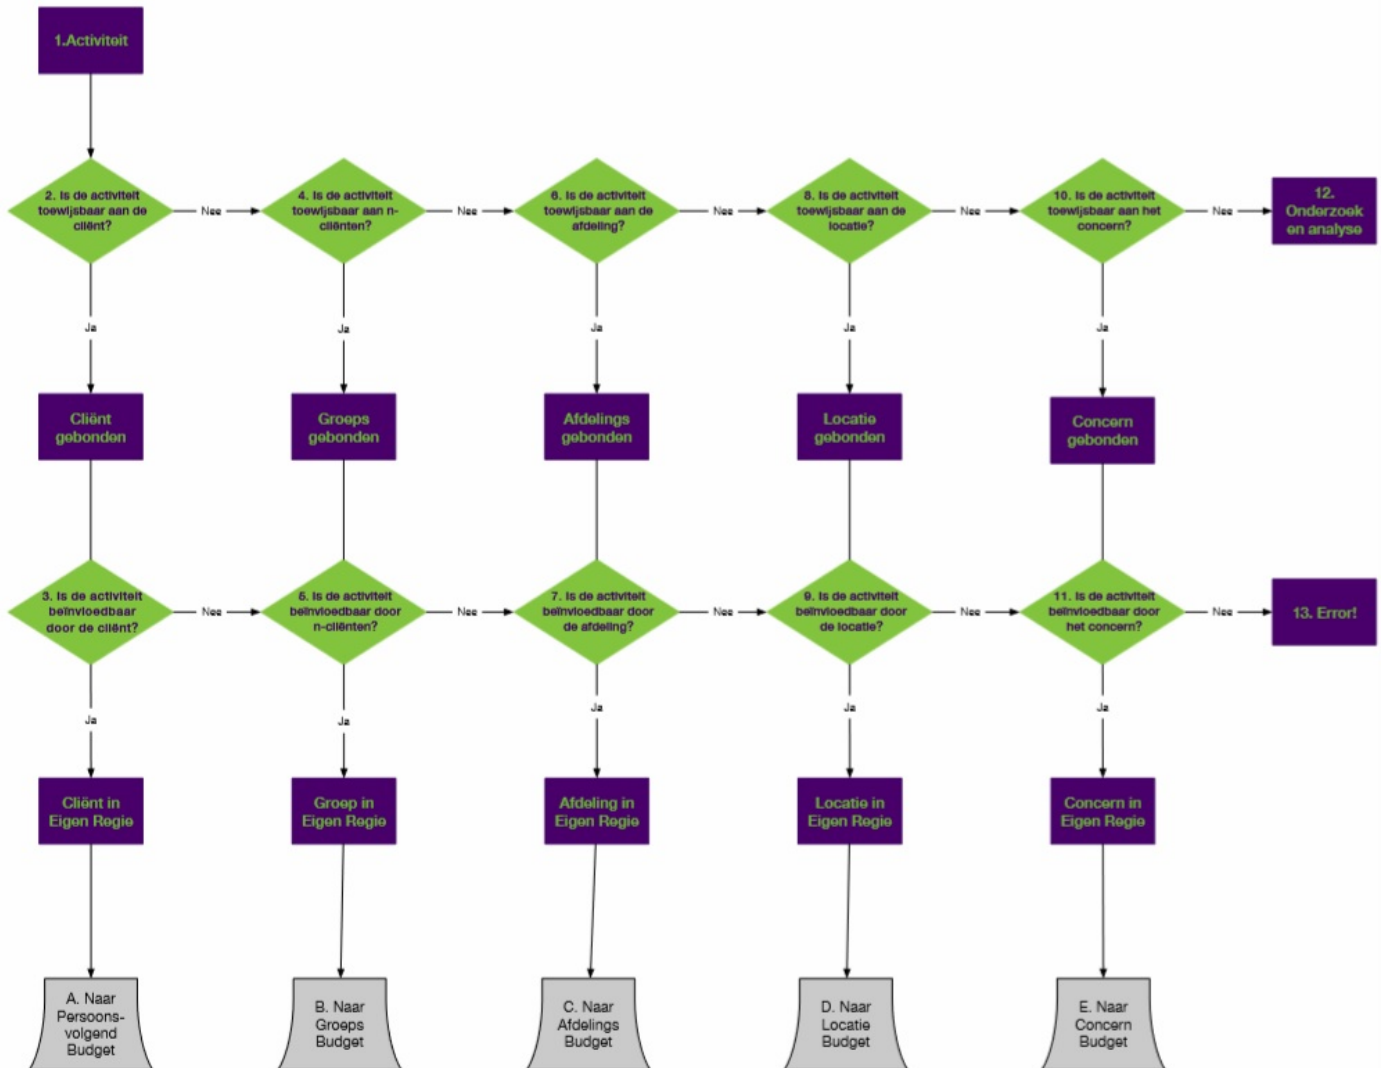 1.Activiteit
2. Is de activiteit
toewijsbaar aan de
cliënt?
Nee
4. Is de activiteit
toewijsbaar aan n-
cliënten?
Nee
6. Is de activiteit
toewijsbaar aan de
afdeling?
Nee
8. Is de activiteit
toewijsbaar aan de
locatie?
Nee
10. Is de activiteit
toewijsbaar aan het
concern?
Nee
12.
Onderzoek
en analyse
Ja
Ja
Ja
Ja
Ja
Cliënt
gebonden
Groeps
gebonden
Afdelings
gebonden
Locatie
gebonden
Concern
gebonden
3. Is de activiteit
beïnvloedbaar
door de cliënt?
Nee
5. Is de activiteit
beïnvloedbaar door
n-cliënten?
Nee
7. Is de activiteit
beïnvloedbaar door
de afdeling?
Nee
9. Is de activiteit
beïnvloedbaar door
de locatie?
Nee
11. Is de activiteit
beïnvloedbaar door
het concern?
Nee
13. Error!
Ja
Ja
Ja
Ja
Ja
Cliënt in
Eigen Regie
Groep in
Eigen Regie
Afdeling in
Eigen Regie
Locatie in
Eigen Regie
Concern in
Eigen Regie
A. Naar
Persoons-
volgend
Budget
B. Naar
Groeps
Budget
C. Naar
Afdelings
Budget
D. Naar
Locatie
Budget
E. Naar
Concern
Budget